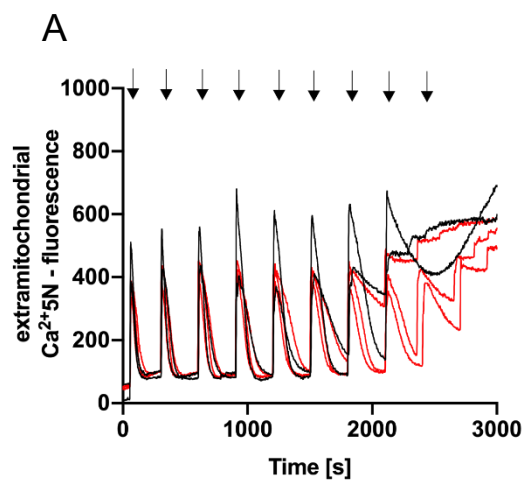 A
1000
800
600
400
200
0
extramitochondrial
Ca²⁺5N - fluorescence
0
1000
2000
3000
Time [s]